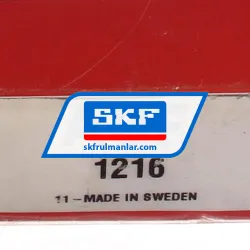 SKF
skfrulmanlar.com
1216
11-MADE IN SWEDEN